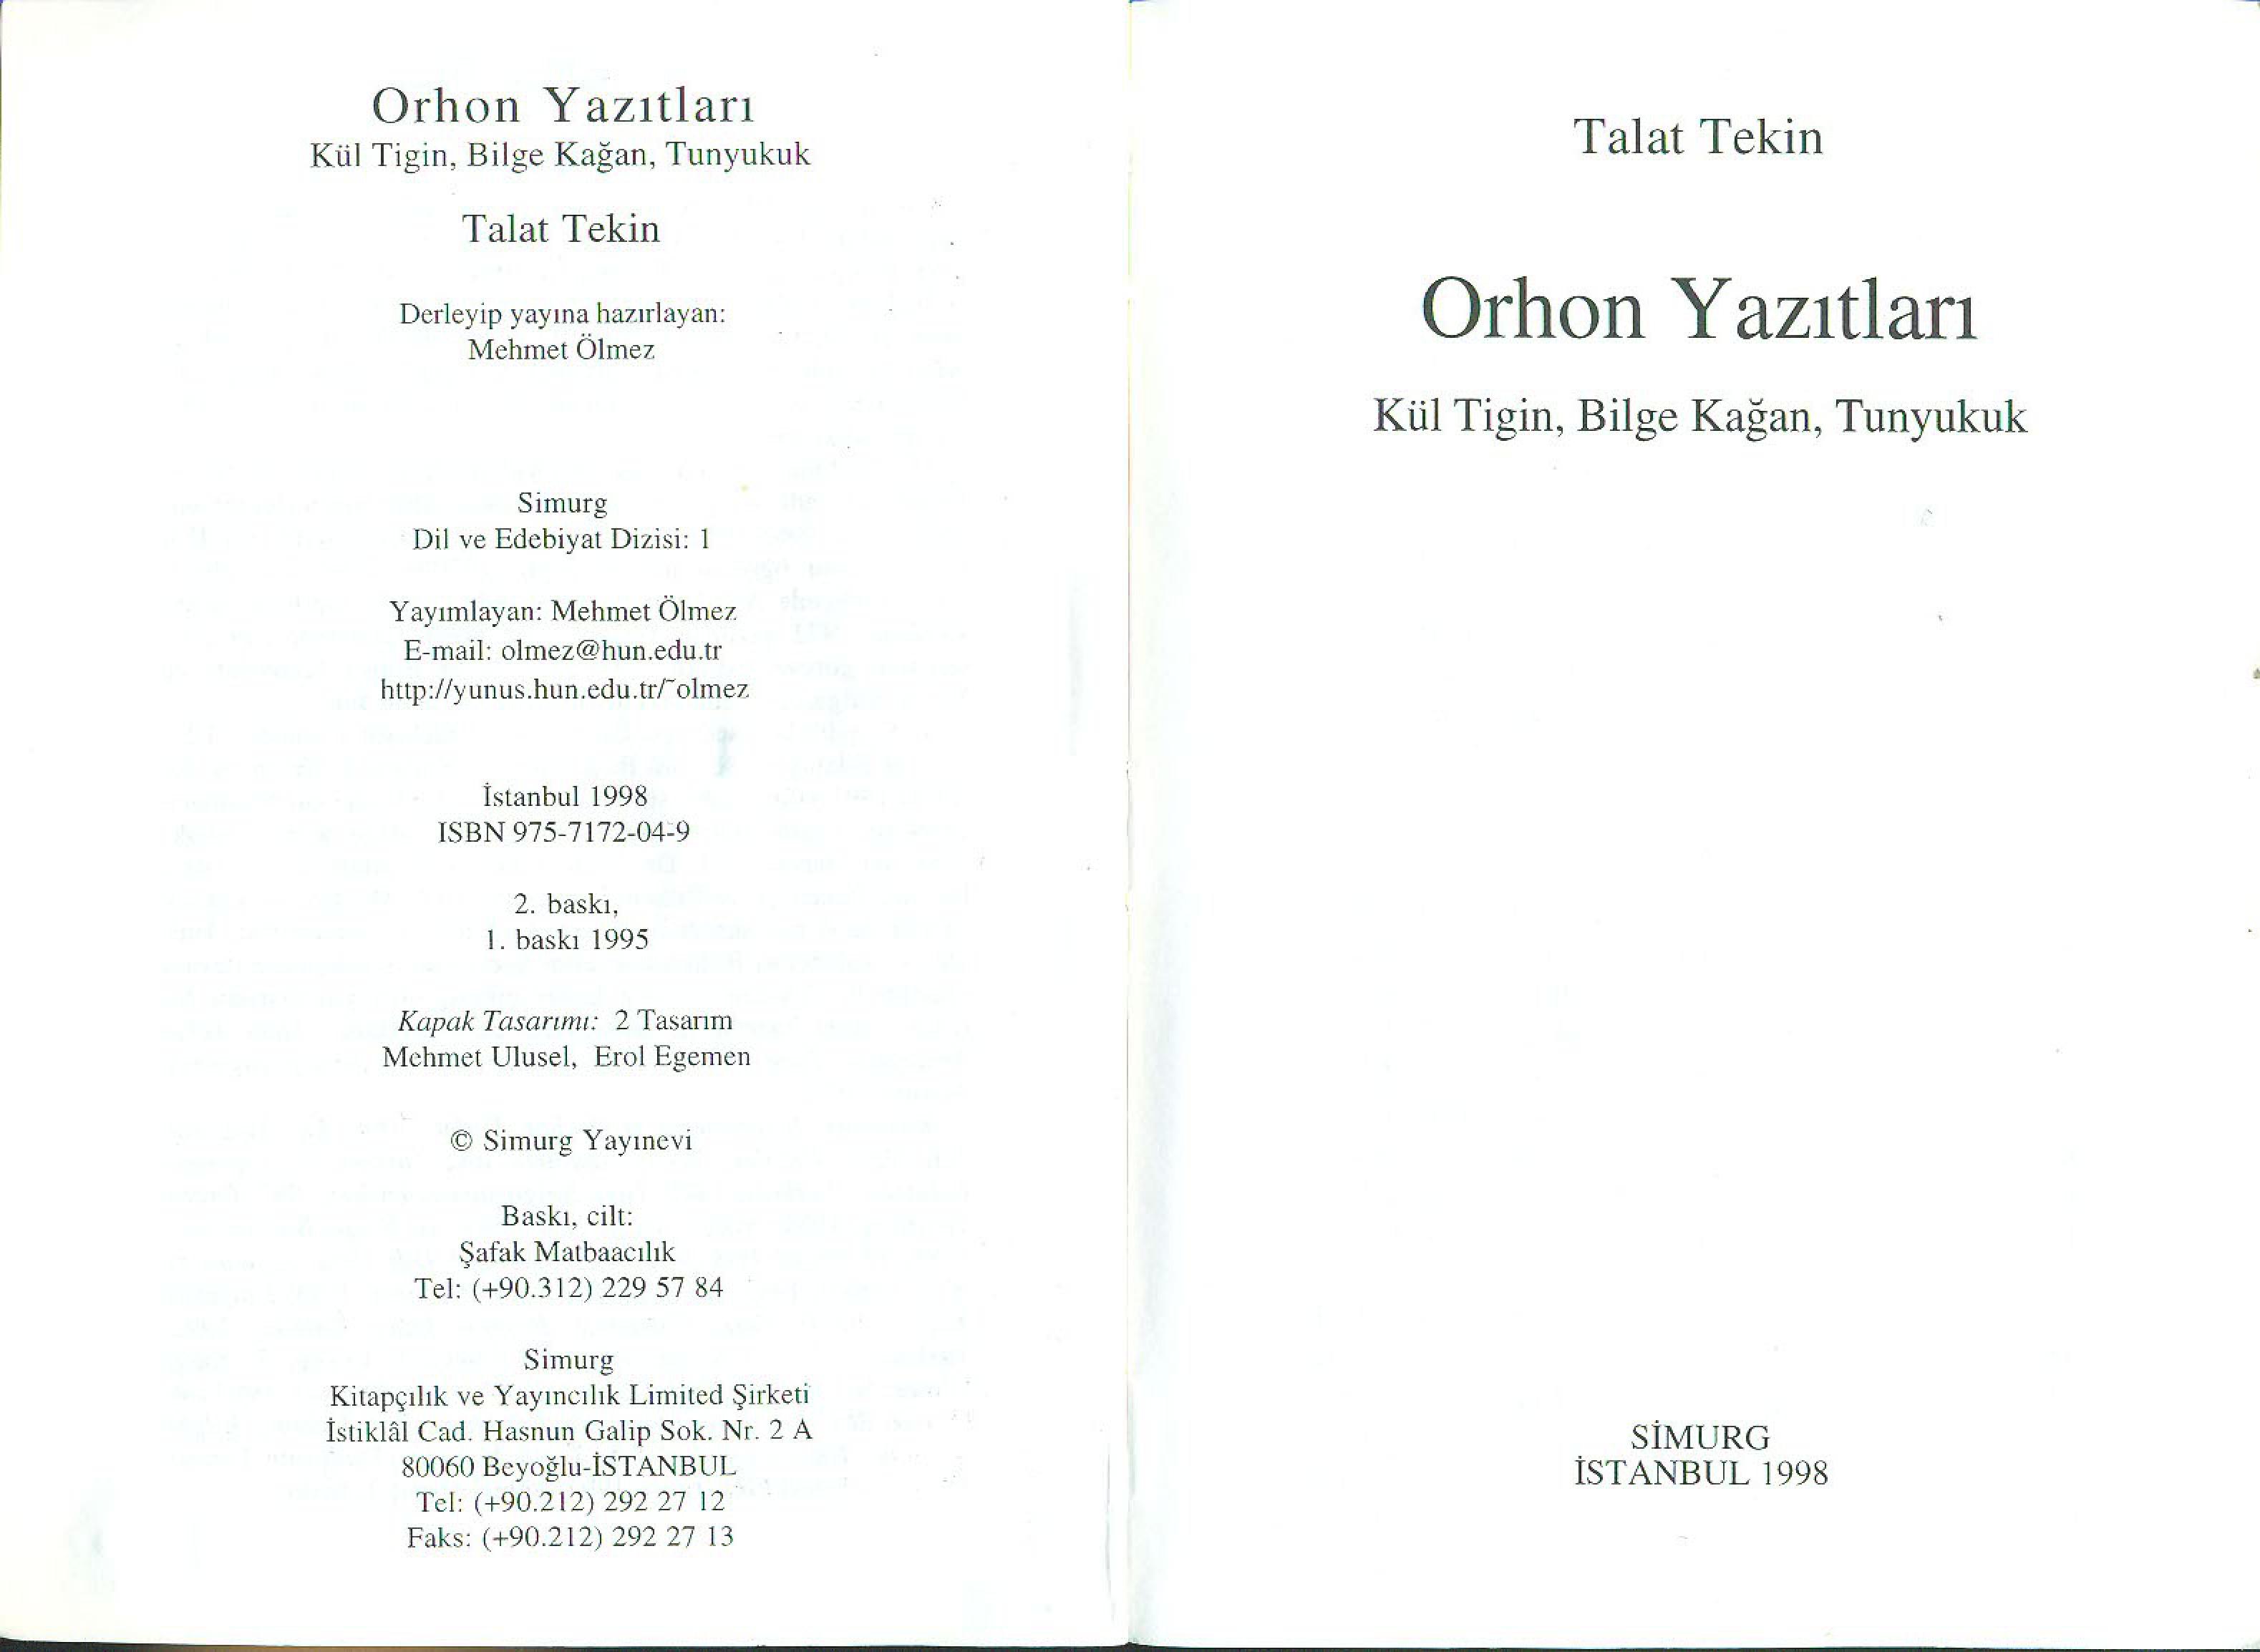 Orhon Yazıtları
Kül Tigin, Bilge Kağan, Tunyukuk
Talat Tekin
Derleyip yayına hazırlayan:
Mehmet Ölmez
Simurg
Dil ve Edebiyat Dizisi: 1
Yayımlayan: Mehmet Ölmez
E-mail: olmez@hun.edu.tr
http://yunus.hun.edu.tr/~olmez
İstanbul 1998
ISBN 975-7172-04-9
2. baskı,
1. baskı 1995
Kapak Tasarımı: 2 Tasarım
Mehmet Ulusel, Erol Egemen
© Simurg Yayınevi
Baskı, cilt:
Şafak Matbaacılık
Tel: (+90.312) 229 57 84
Simurg
Kitapçılık ve Yayıncılık Limited Şirketi
İstiklâl Cad. Hasnun Galip Sok. Nr. 2 A
80060 Beyoğlu-İSTANBUL
Tel: (+90.212) 292 27 12
Faks: (+90.212) 292 27 13
Talat Tekin
Orhon Yazıtları
Kül Tigin, Bilge Kağan, Tunyukuk
SİMURG
İSTANBUL 1998